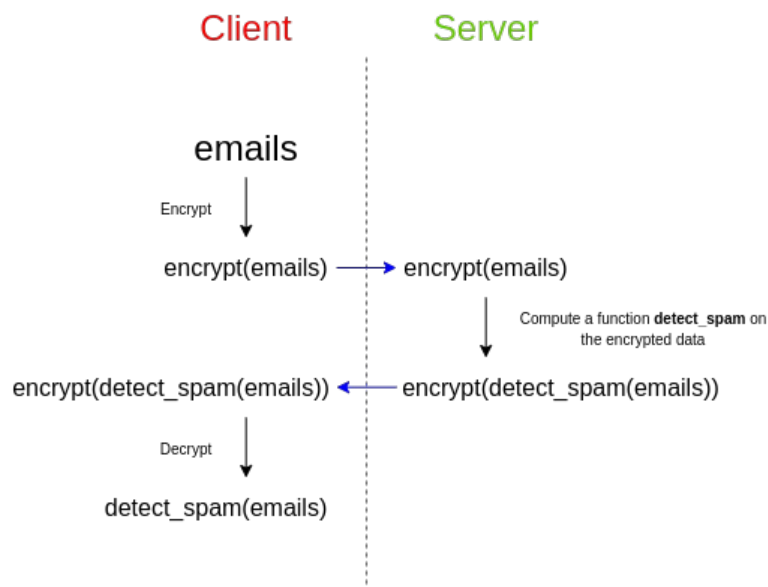 Client Server
emails
Encrypt
encrypt(emails) encrypt(emails)
Compute a function detect_spam on
the encrypted data
encrypt(detect_spam(emails)) encrypt(detect_spam(emails))
Decrypt
detect_spam(emails)